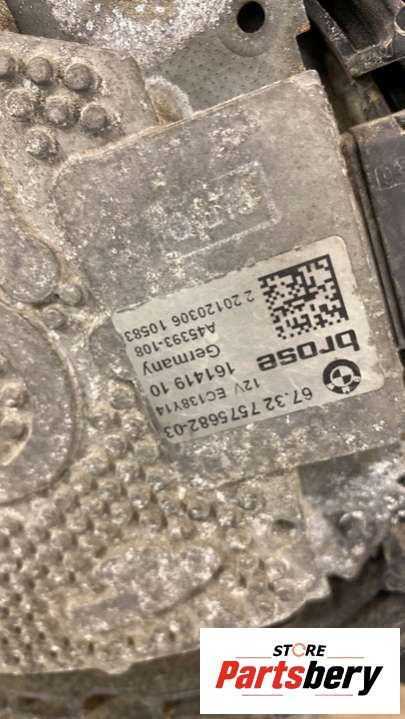 67.32 7575682-03
12V EC138Y14
brose 161419 10
Germany
A45393-108
2 20120306 10583
STORE
Partsbery